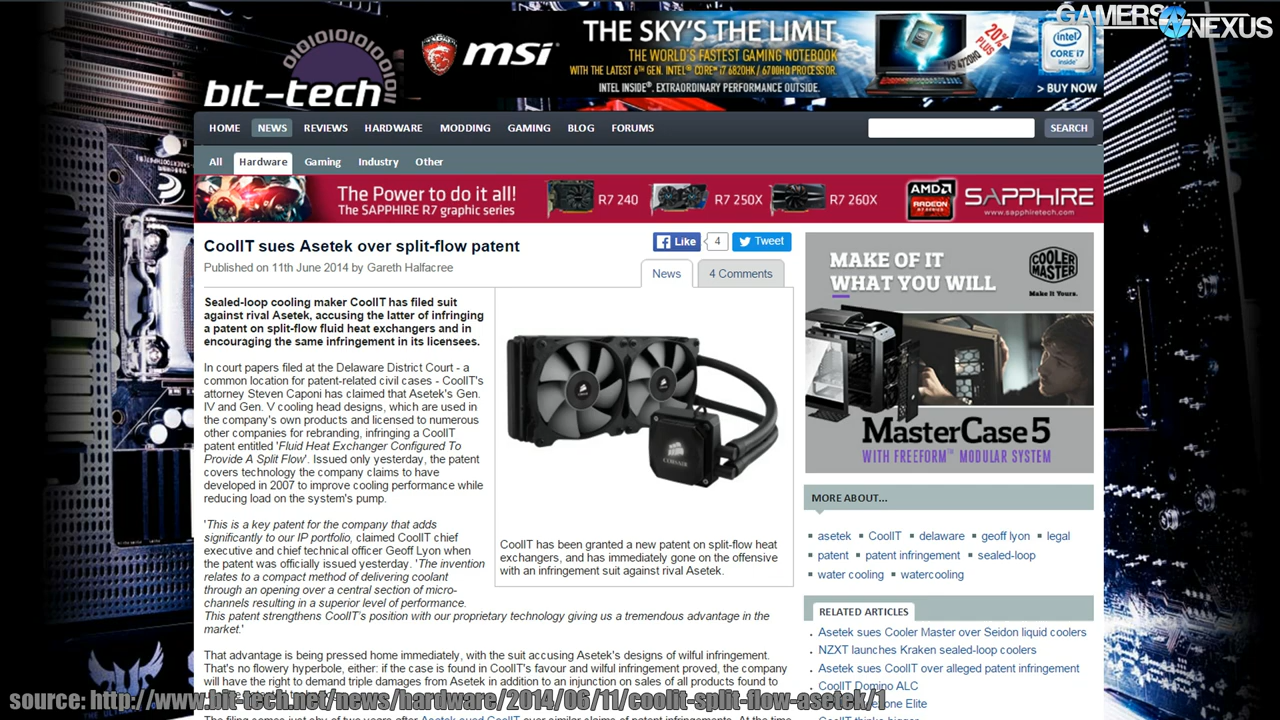 GAMERS NEXUS
THE SKY'S THE LIMIT
THE WORLD'S FASTEST GAMING NOTEBOOK
WITH THE LATEST 6TH GEN. INTEL® CORE™ i7 6820HK / 6700HQ PROCESSOR.
INTEL INSIDE®. EXTRAORDINARY PERFORMANCE OUTSIDE.
msi
20%
PLUS
VS 4720HQ
intel
CORE i7
inside™
> BUY NOW
bit-tech
HOME NEWS REVIEWS HARDWARE MODDING GAMING BLOG FORUMS SEARCH
All Hardware Gaming Industry Other
The Power to do it all!
The SAPPHIRE R7 graphic series
R7 240 R7 250X R7 260X
AMD
RADEON
SAPPHIRE
www.sapphiretech.com
CoolIT sues Asetek over split-flow patent
Like 4 Tweet
Published on 11th June 2014 by Gareth Halfacree
News 4 Comments
Sealed-loop cooling maker CoolIT has filed suit
against rival Asetek, accusing the latter of infringing
a patent on split-flow fluid heat exchangers and in
encouraging the same infringement in its licensees.
In court papers filed at the Delaware District Court - a
common location for patent-related civil cases - CoolIT's
attorney Steven Caponi has claimed that Asetek's Gen.
IV and Gen. V cooling head designs, which are used in
the company's own products and licensed to numerous
other companies for rebranding, infringing a CoolIT
patent entitled 'Fluid Heat Exchanger Configured To
Provide A Split Flow'. Issued only yesterday, the patent
covers technology the company claims to have
developed in 2007 to improve cooling performance while
reducing load on the system's pump.
'This is a key patent for the company that adds
significantly to our IP portfolio, claimed CoolIT chief
executive and chief technical officer Geoff Lyon when
the patent was officially issued yesterday. 'The invention
relates to a compact method of delivering coolant
through an opening over a central section of micro-
channels resulting in a superior level of performance.
This patent strengthens CoolIT's position with our proprietary technology giving us a tremendous advantage in the
market.'
That advantage is being pressed home immediately, with the suit accusing Asetek's designs of wilful infringement.
That's no flowery hyperbole, either: if the case is found in CoolIT's favour and wilful infringement proved, the company
will have the right to demand triple damages from Asetek in addition to an injunction on sales of all products found to
CORSAIR
CoolIT has been granted a new patent on split-flow heat
exchangers, and has immediately gone on the offensive
with an infringement suit against rival Asetek.
MAKE OF IT
WHAT YOU WILL
COOLER
MASTER
Make It Yours.
MasterCase 5
WITH FREEFORM™ MODULAR SYSTEM
MORE ABOUT...
asetek CoolIT delaware geoff lyon legal
patent patent infringement sealed-loop
water cooling watercooling
RELATED ARTICLES
Asetek sues Cooler Master over Seidon liquid coolers
NZXT launches Kraken sealed-loop coolers
Asetek sues CoolIT over alleged patent infringement
CoolIT Domino ALC
Elite
source: http://www.bit-tech.net/news/hardware/2014/06/11/coolit-split-flow-asetek/1